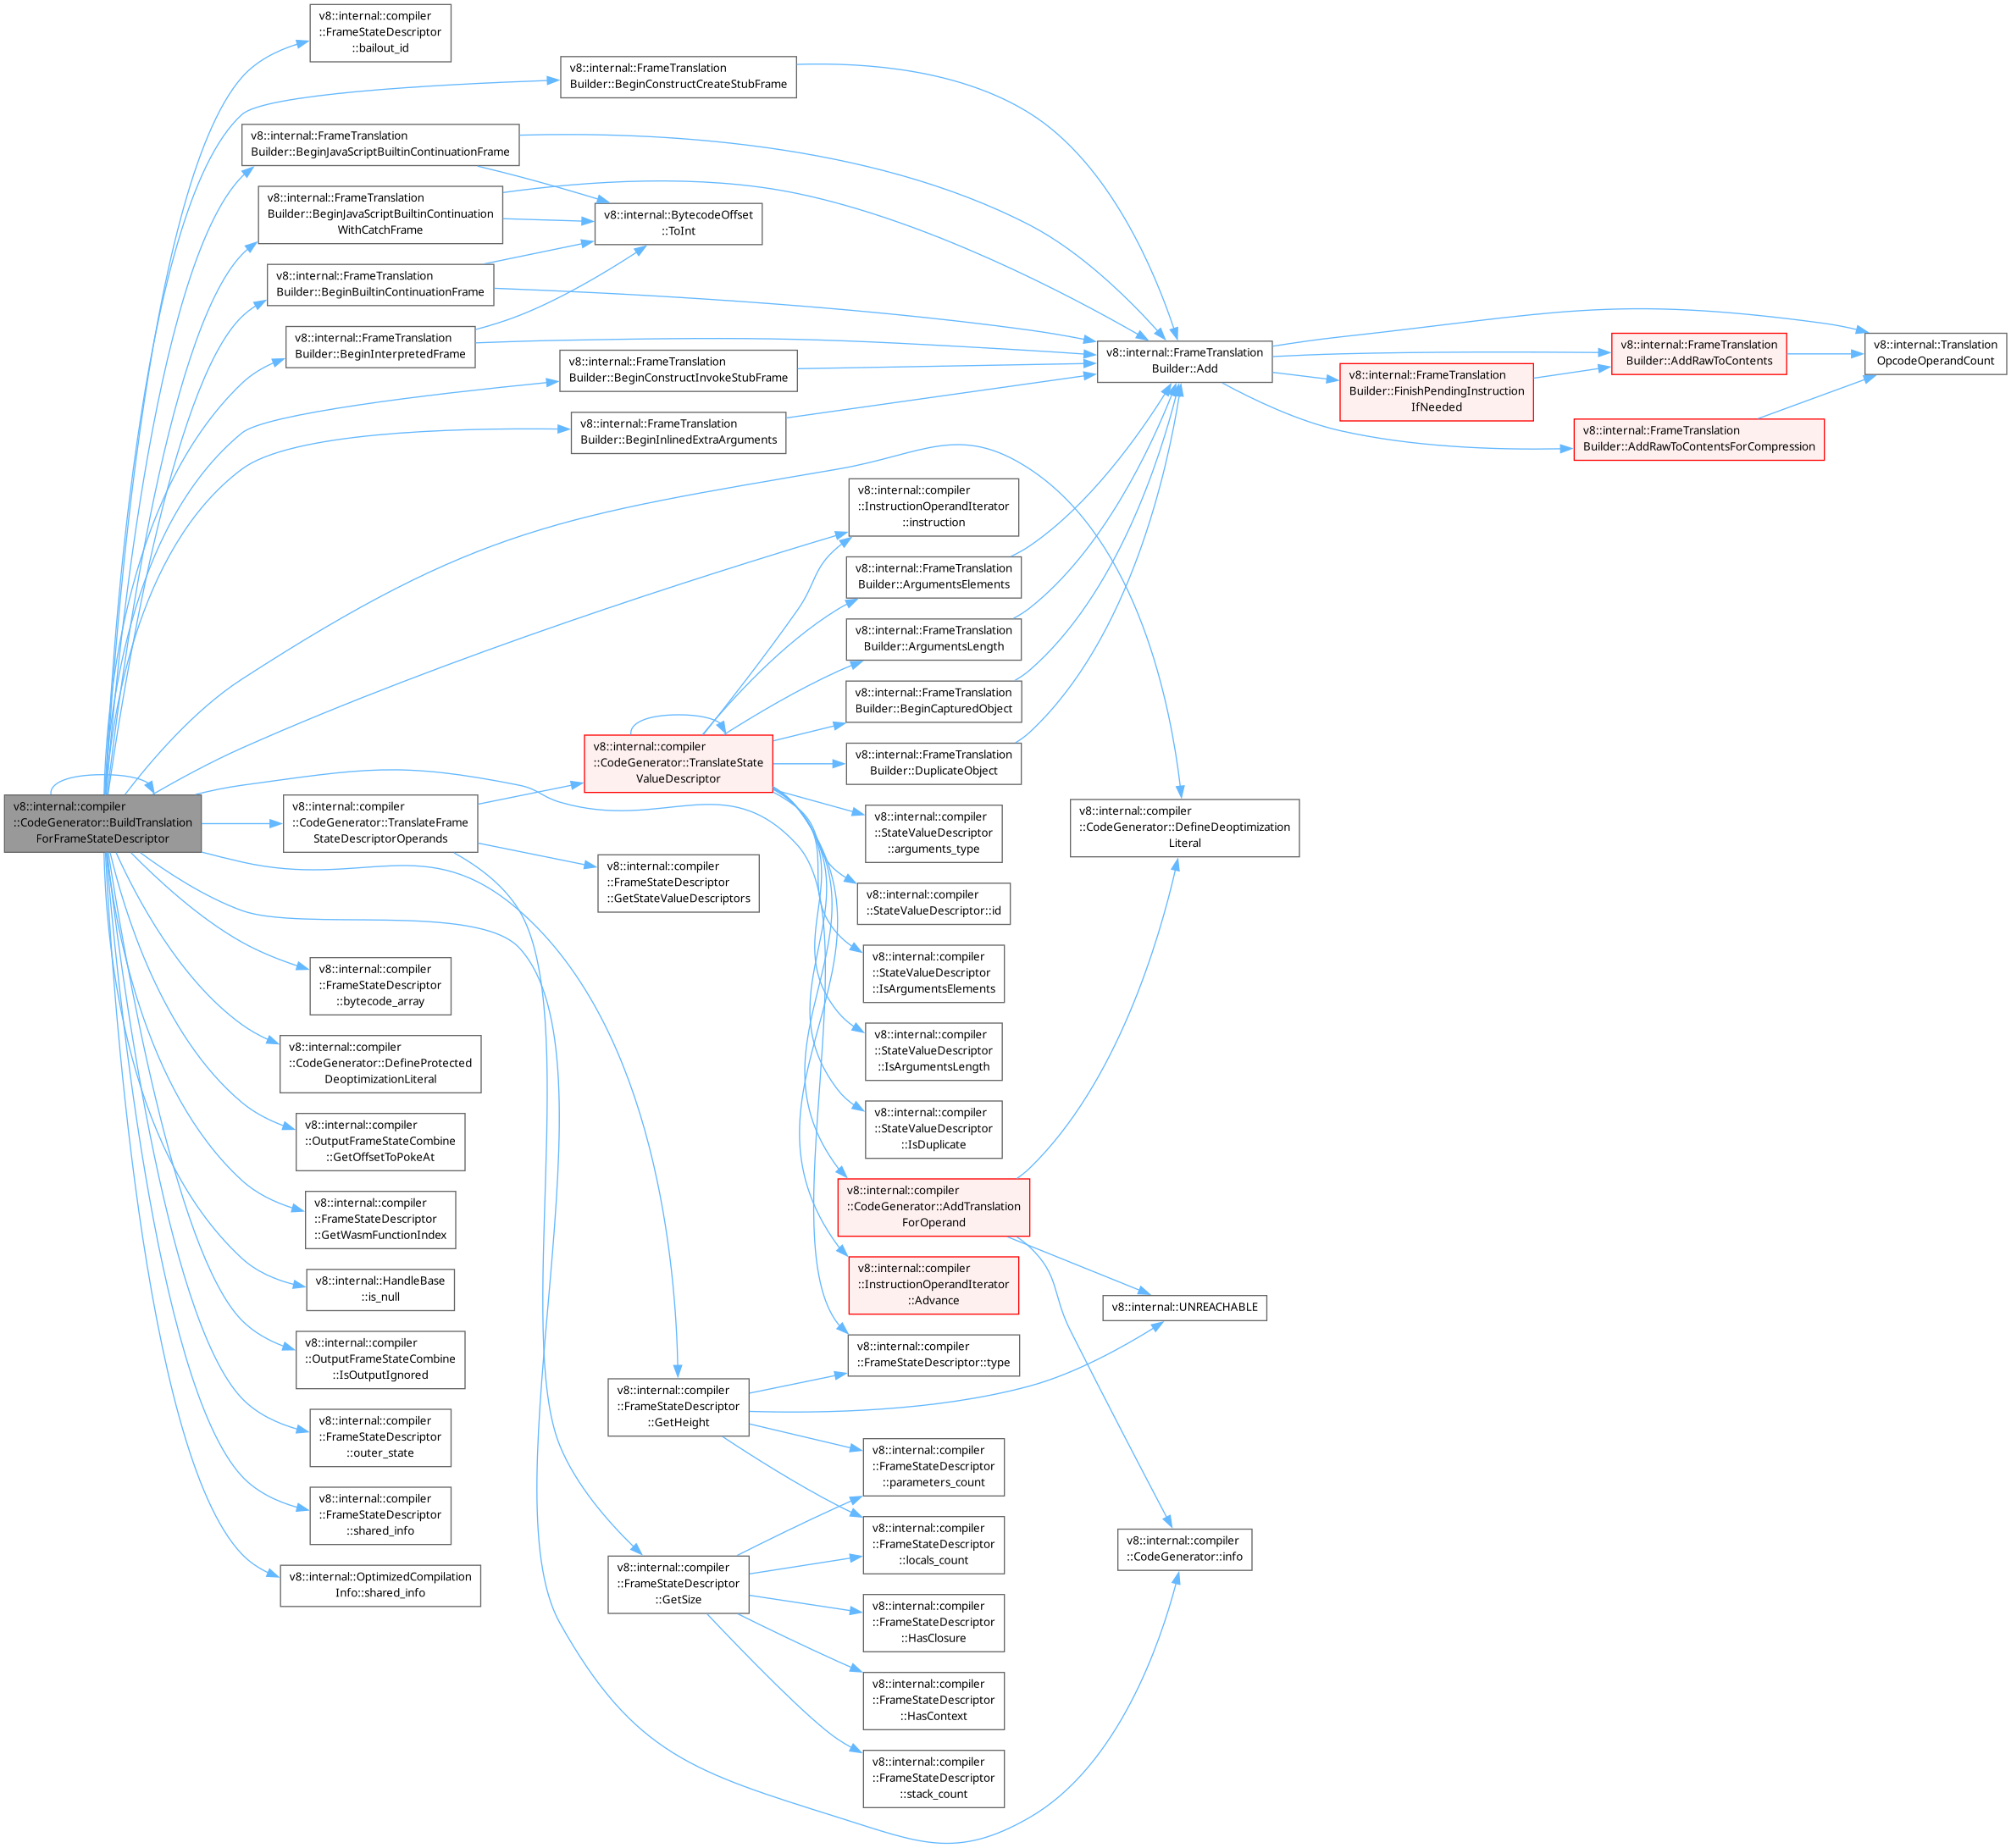 v8::internal::compiler
::FrameStateDescriptor
::bailout_id
v8::internal::FrameTranslation
Builder::BeginConstructCreateStubFrame
v8::internal::FrameTranslation
Builder::BeginJavaScriptBuiltinContinuationFrame
v8::internal::FrameTranslation
Builder::BeginJavaScriptBuiltinContinuation
WithCatchFrame
v8::internal::BytecodeOffset
::ToInt
v8::internal::FrameTranslation
Builder::BeginBuiltinContinuationFrame
v8::internal::FrameTranslation
Builder::BeginInterpretedFrame
v8::internal::FrameTranslation
Builder::BeginConstructInvokeStubFrame
v8::internal::FrameTranslation
Builder::BeginInlinedExtraArguments
v8::internal::FrameTranslation
Builder::Add
v8::internal::FrameTranslation
Builder::FinishPendingInstruction
IfNeeded
v8::internal::FrameTranslation
Builder::AddRawToContents
v8::internal::Translation
OpcodeOperandCount
v8::internal::FrameTranslation
Builder::AddRawToContentsForCompression
v8::internal::compiler
::InstructionOperandIterator
::instruction
v8::internal::FrameTranslation
Builder::ArgumentsElements
v8::internal::FrameTranslation
Builder::ArgumentsLength
v8::internal::FrameTranslation
Builder::BeginCapturedObject
v8::internal::FrameTranslation
Builder::DuplicateObject
v8::internal::compiler
::CodeGenerator::TranslateState
ValueDescriptor
v8::internal::compiler
::CodeGenerator::BuildTranslation
ForFrameStateDescriptor
v8::internal::compiler
::CodeGenerator::TranslateFrame
StateDescriptorOperands
v8::internal::compiler
::StateValueDescriptor
::arguments_type
v8::internal::compiler
::CodeGenerator::DefineDeoptimization
Literal
v8::internal::compiler
::FrameStateDescriptor
::GetStateValueDescriptors
v8::internal::compiler
::StateValueDescriptor::id
v8::internal::compiler
::StateValueDescriptor
::IsArgumentsElements
v8::internal::compiler
::FrameStateDescriptor
::bytecode_array
v8::internal::compiler
::StateValueDescriptor
::IsArgumentsLength
v8::internal::compiler
::CodeGenerator::DefineProtected
DeoptimizationLiteral
v8::internal::compiler
::StateValueDescriptor
::IsDuplicate
v8::internal::compiler
::OutputFrameStateCombine
::GetOffsetToPokeAt
v8::internal::compiler
::CodeGenerator::AddTranslation
ForOperand
v8::internal::compiler
::FrameStateDescriptor
::GetWasmFunctionIndex
v8::internal::compiler
::InstructionOperandIterator
::Advance
v8::internal::HandleBase
::is_null
v8::internal::UNREACHABLE
v8::internal::compiler
::OutputFrameStateCombine
::IsOutputIgnored
v8::internal::compiler
::FrameStateDescriptor::type
v8::internal::compiler
::FrameStateDescriptor
::GetHeight
v8::internal::compiler
::FrameStateDescriptor
::outer_state
v8::internal::compiler
::FrameStateDescriptor
::parameters_count
v8::internal::compiler
::FrameStateDescriptor
::shared_info
v8::internal::compiler
::FrameStateDescriptor
::locals_count
v8::internal::compiler
::CodeGenerator::info
v8::internal::OptimizedCompilation
Info::shared_info
v8::internal::compiler
::FrameStateDescriptor
::GetSize
v8::internal::compiler
::FrameStateDescriptor
::HasClosure
v8::internal::compiler
::FrameStateDescriptor
::HasContext
v8::internal::compiler
::FrameStateDescriptor
::stack_count